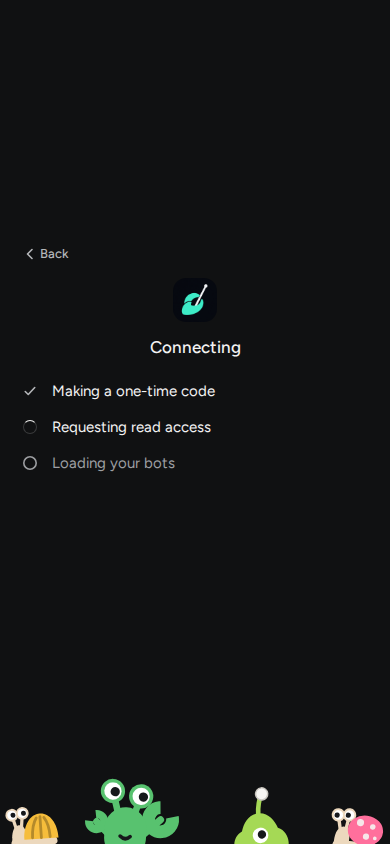 Back
Connecting
Making a one-time code
Requesting read access
Loading your bots